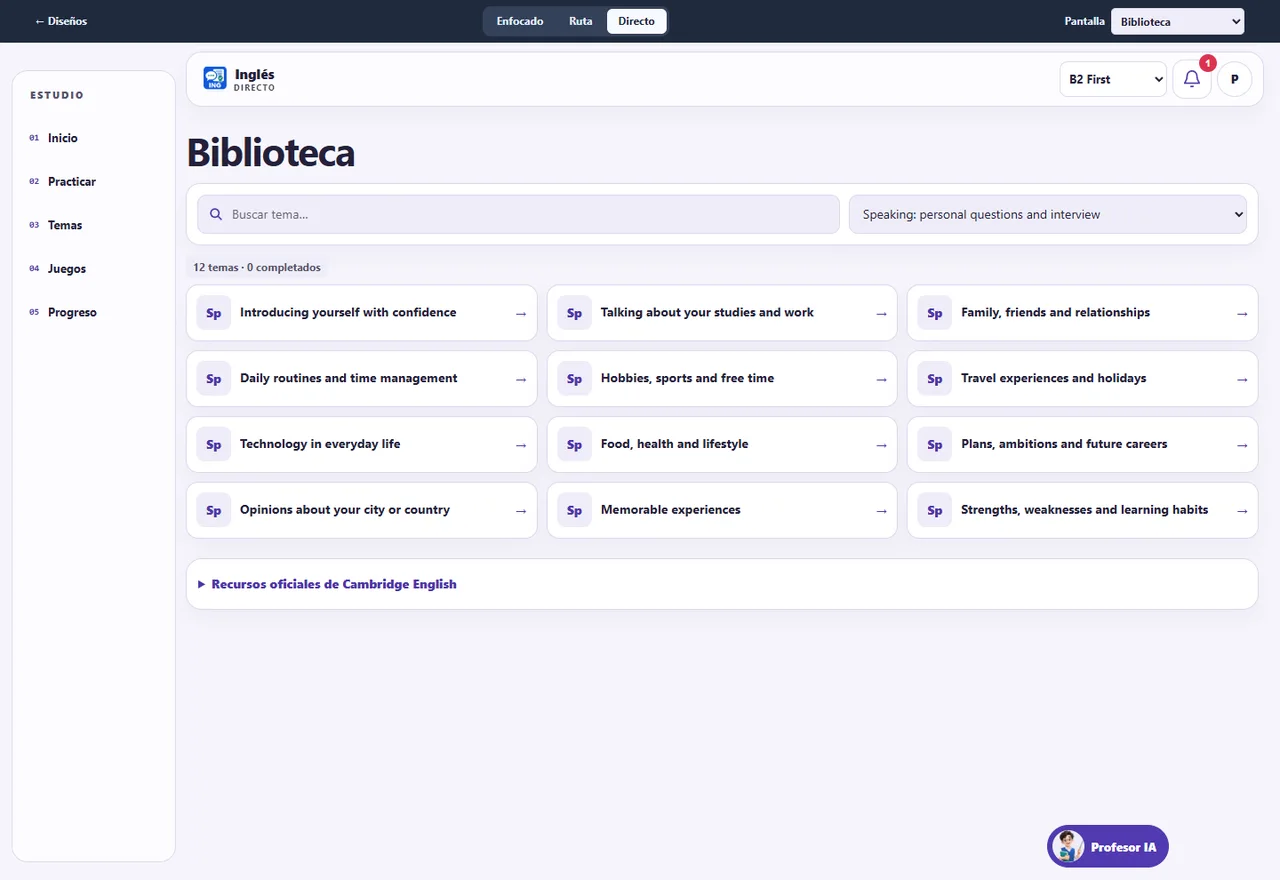 ← Diseños
Enfocado
Ruta
Directo
Pantalla
Biblioteca
ESTUDIO
01 Inicio
02 Practicar
03 Temas
04 Juegos
05 Progreso
ING
Inglés
DIRECTO
B2 First
1
P
Biblioteca
Buscar tema...
Speaking: personal questions and interview
12 temas · 0 completados
Sp Introducing yourself with confidence →
Sp Talking about your studies and work →
Sp Family, friends and relationships →
Sp Daily routines and time management →
Sp Hobbies, sports and free time →
Sp Travel experiences and holidays →
Sp Technology in everyday life →
Sp Food, health and lifestyle →
Sp Plans, ambitions and future careers →
Sp Opinions about your city or country →
Sp Memorable experiences →
Sp Strengths, weaknesses and learning habits →
Recursos oficiales de Cambridge English
Profesor IA